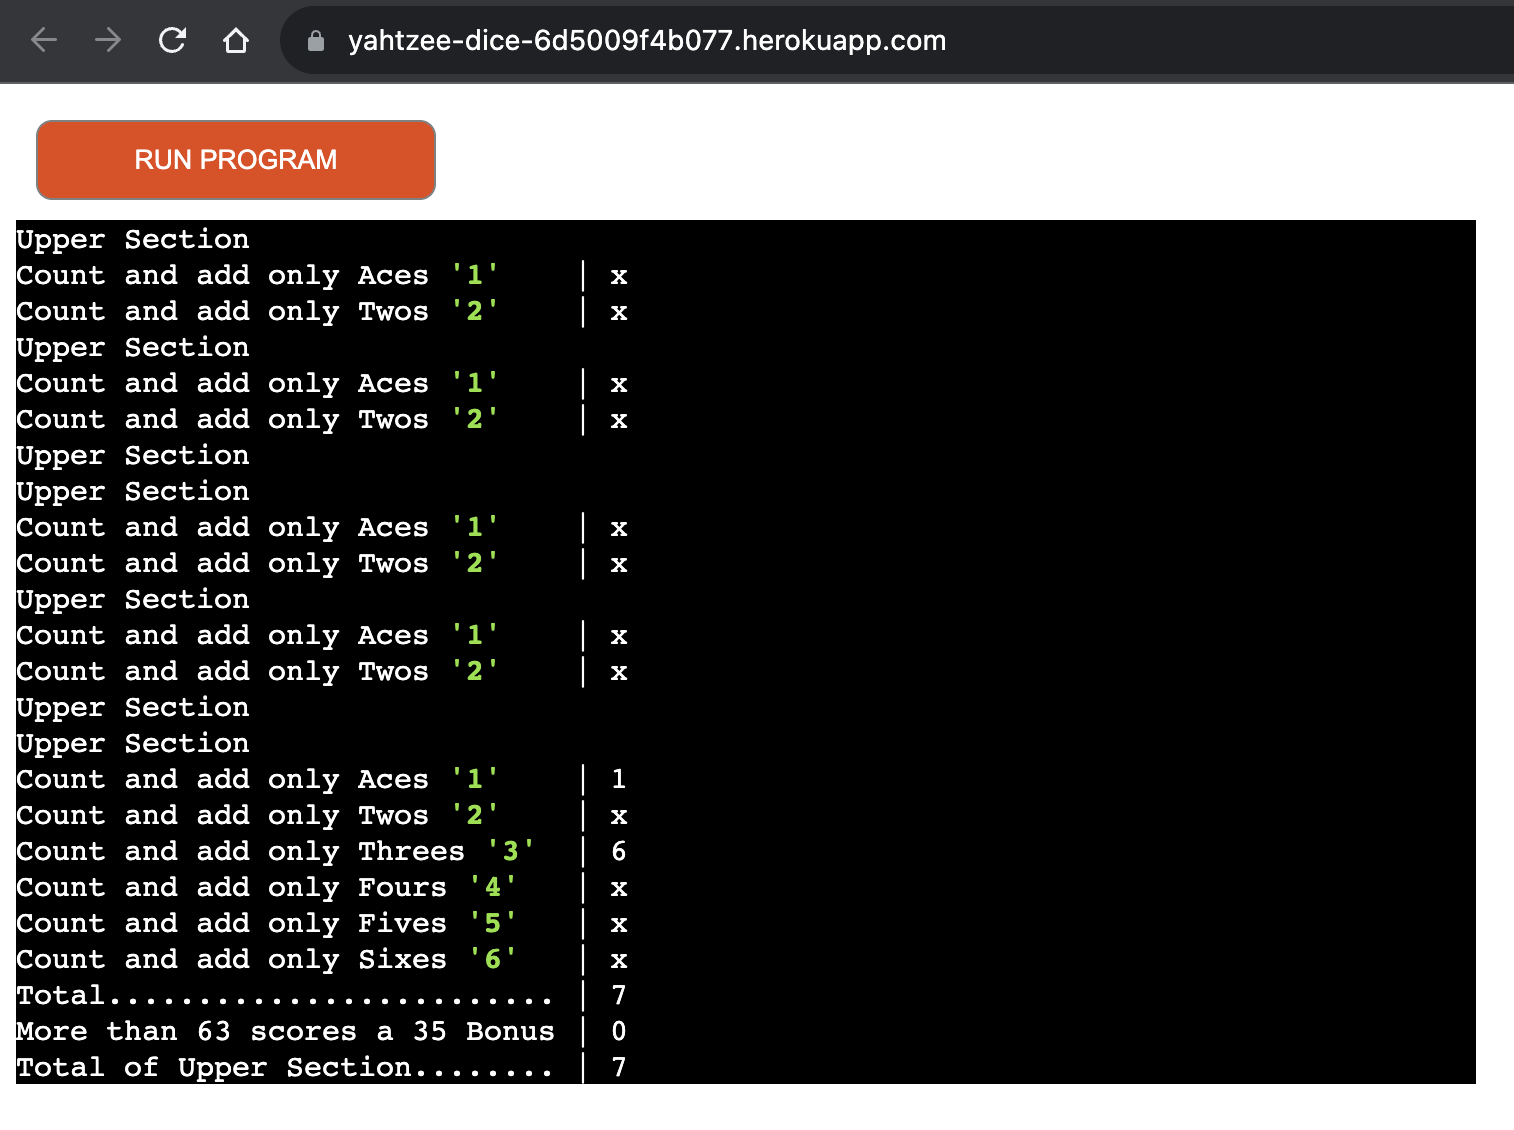 yahtzee-dice-6d5009f4b077.herokuapp.com
RUN PROGRAM
Upper Section
Count and add only Aces '1' | x
Count and add only Twos '2' | x
Upper Section
Count and add only Aces '1' | x
Count and add only Twos '2' | x
Upper Section
Upper Section
Count and add only Aces '1' | x
Count and add only Twos '2' | x
Upper Section
Count and add only Aces '1' | x
Count and add only Twos '2' | x
Upper Section
Upper Section
Count and add only Aces '1' | 1
Count and add only Twos '2' | x
Count and add only Threes '3' | 6
Count and add only Fours '4' | x
Count and add only Fives '5' | x
Count and add only Sixes '6' | x
Total......................... | 7
More than 63 scores a 35 Bonus | 0
Total of Upper Section........ | 7